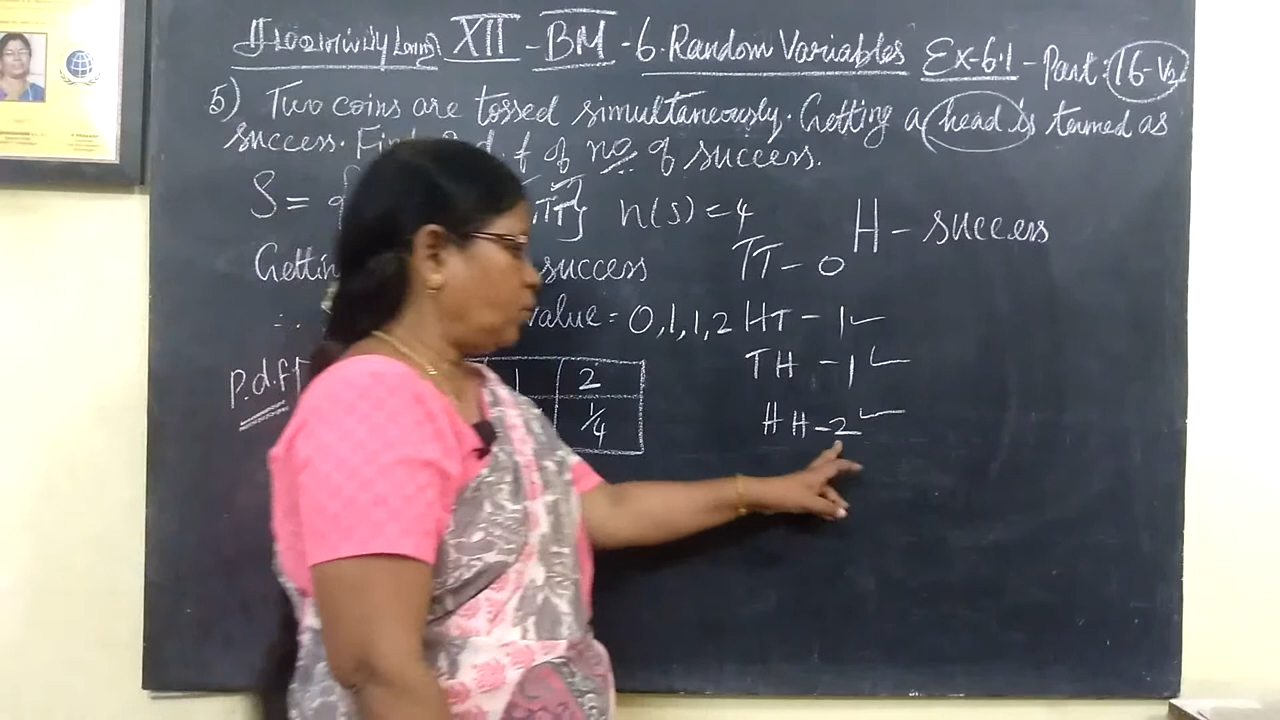 XII - BM - 6. Random Variables Ex-6.1 - Part: 16-V2
5) Two coins are tossed simultaneously. Getting a head is termed as
success. Find p.d.f of no. of success.
S = { TT} n(S) = 4
H - success
Getting success
TT - 0
∴ value = 0,1,1,2
HT - 1
TH - 1
HH - 2
P.d.f
1 2
1/4